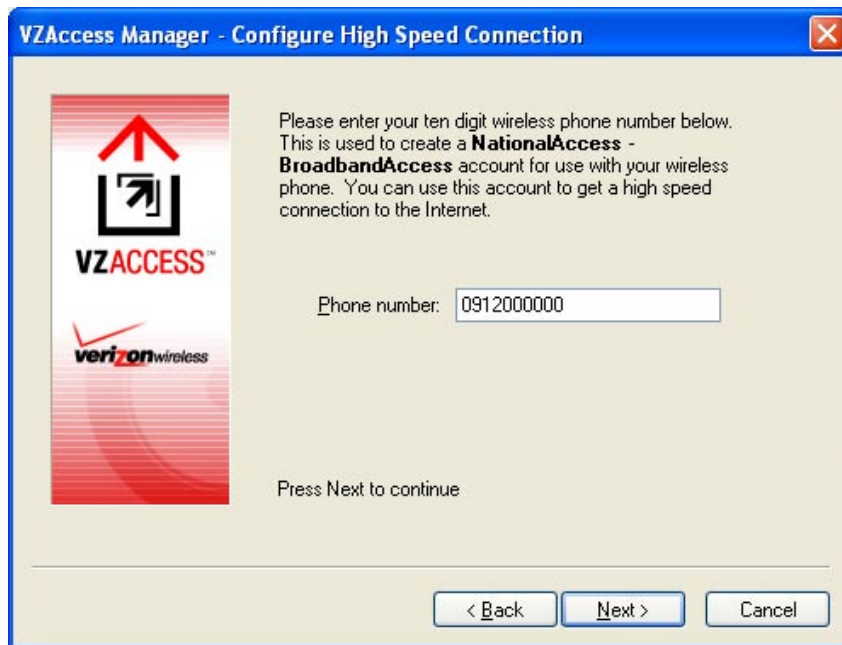 VZAccess Manager - Configure High Speed Connection
Please enter your ten digit wireless phone number below.
This is used to create a NationalAccess -
BroadbandAccess account for use with your wireless
phone. You can use this account to get a high speed
connection to the Internet.
VZACCESS™
Phone number: 0912000000
verizonwireless
Press Next to continue
< Back Next > Cancel